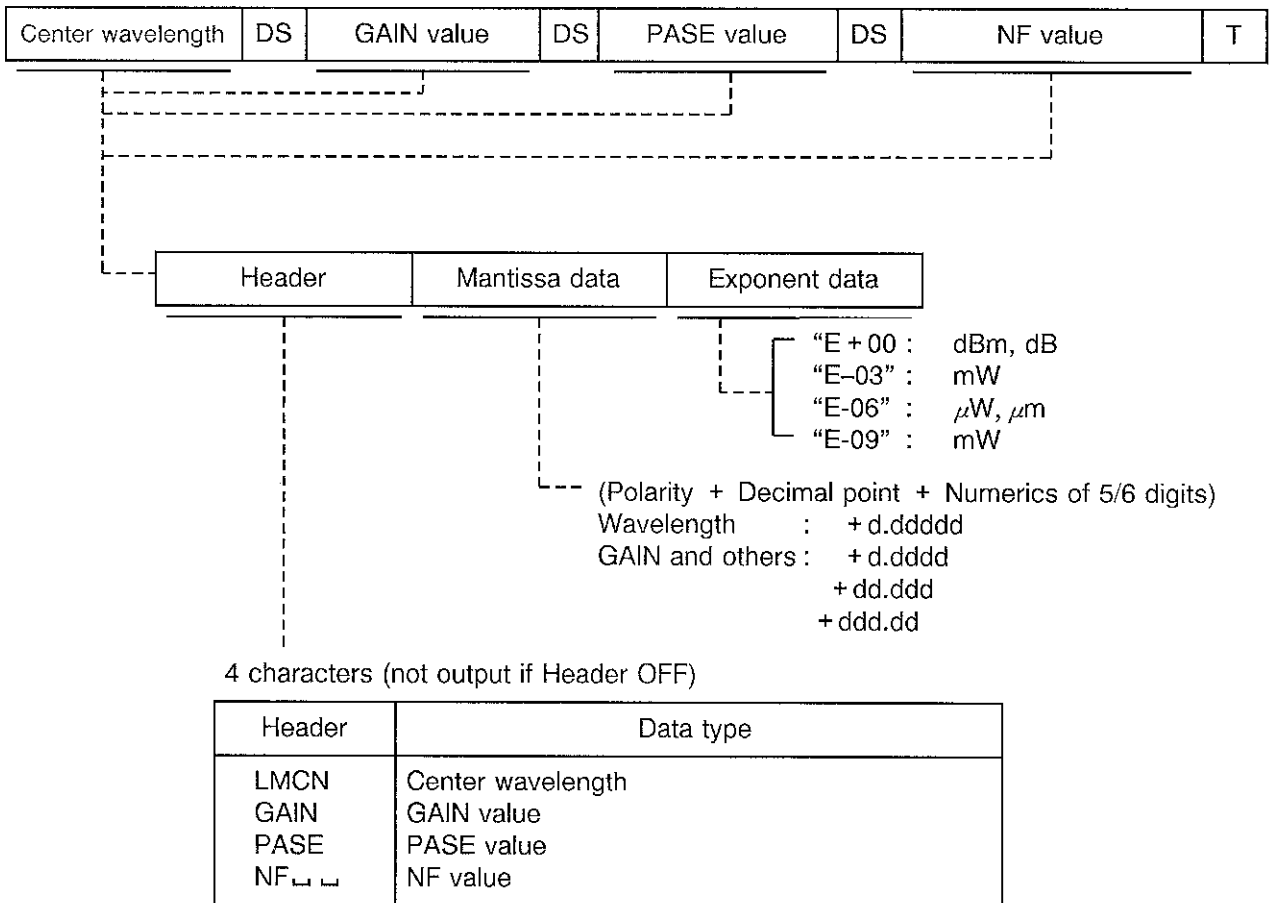 Center wavelength DS GAIN value DS PASE value DS NF value T
Header Mantissa data Exponent data
“E+00 : dBm, dB
“E–03” : mW
“E-06” : μW, μm
“E-09” : mW
(Polarity + Decimal point + Numerics of 5/6 digits)
Wavelength : +d.ddddd
GAIN and others : +d.dddd
+dd.ddd
+ddd.dd
4 characters (not output if Header OFF)
Header Data type
LMCN Center wavelength
GAIN GAIN value
PASE PASE value
NF␣␣ NF value